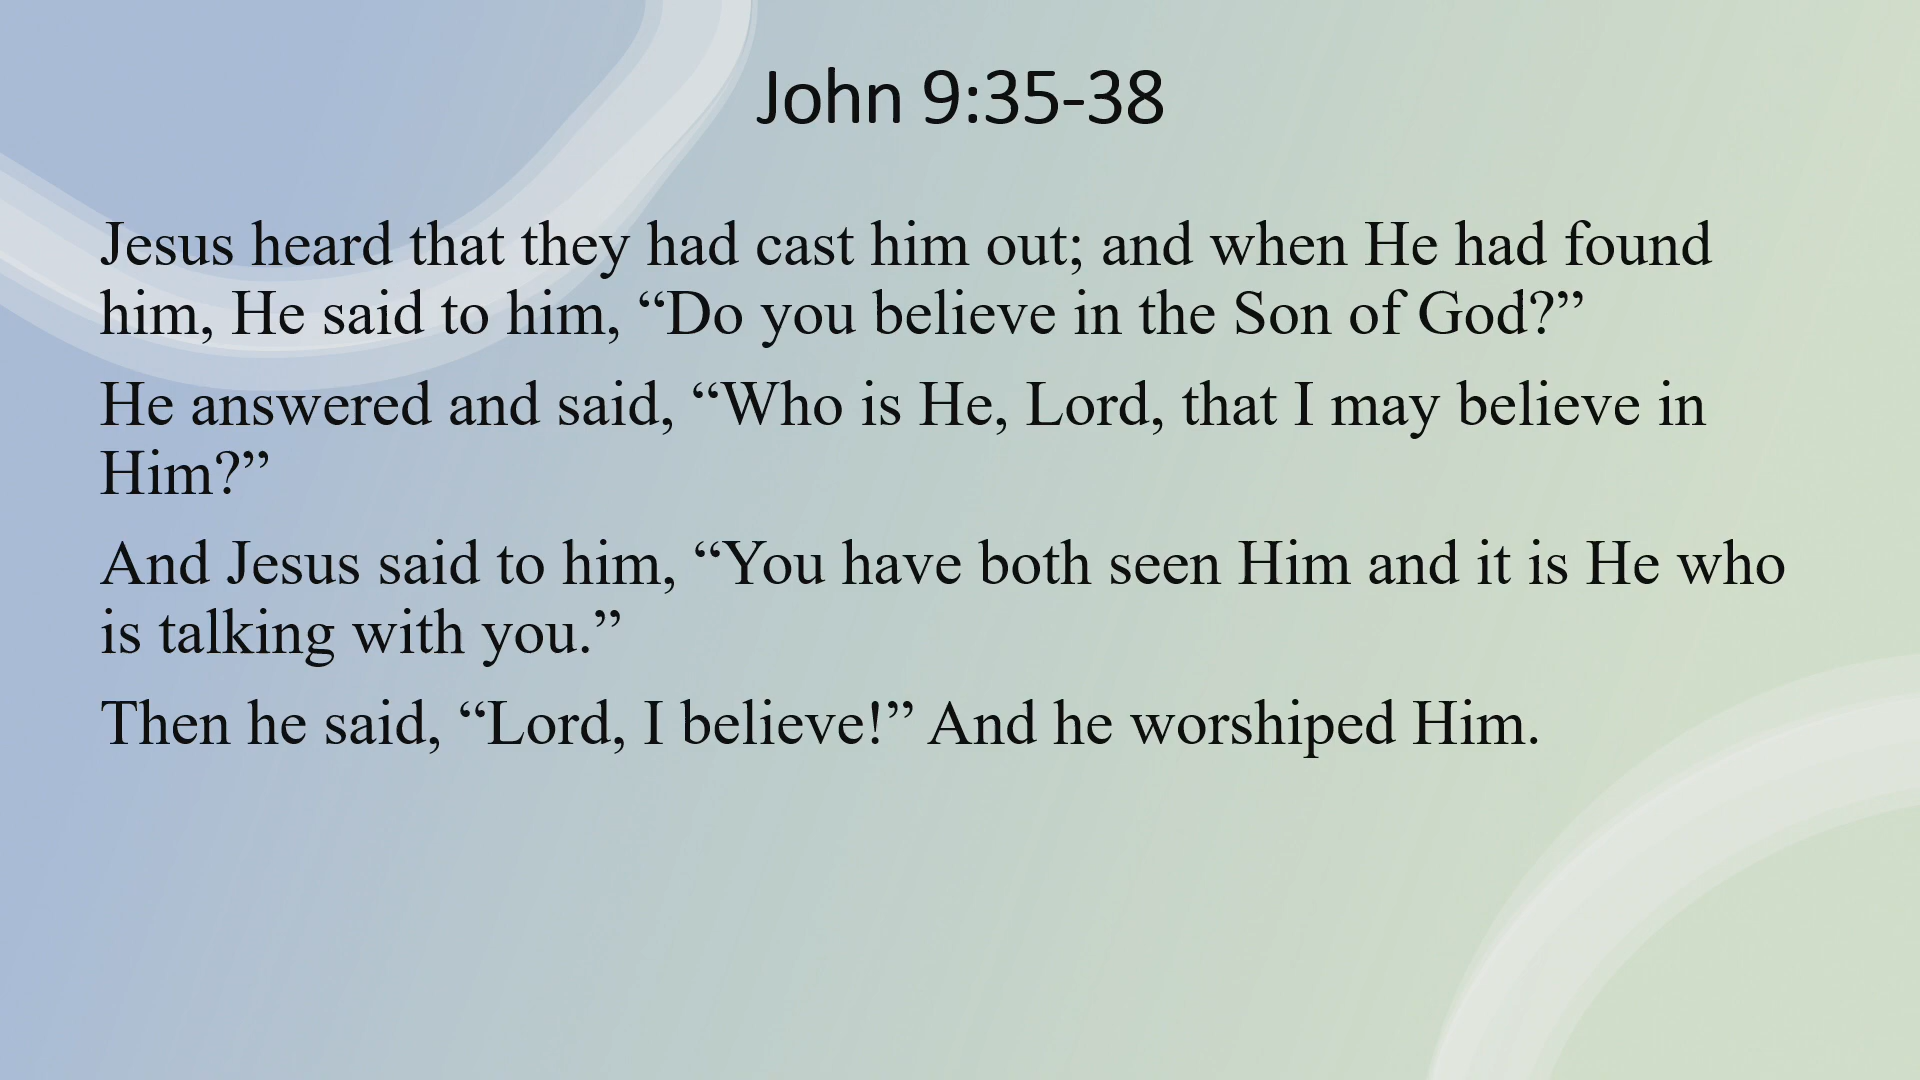 John 9:35-38
Jesus heard that they had cast him out; and when He had found
him, He said to him, “Do you believe in the Son of God?”
He answered and said, “Who is He, Lord, that I may believe in
Him?”
And Jesus said to him, “You have both seen Him and it is He who
is talking with you.”
Then he said, “Lord, I believe!” And he worshiped Him.